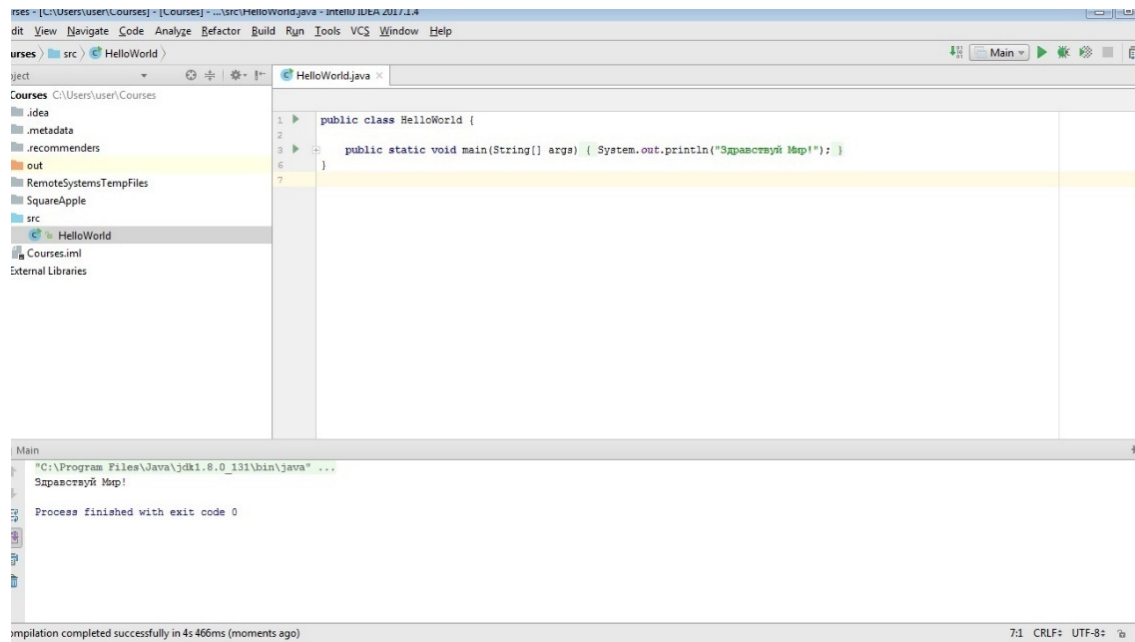 rses - [C:\Users\user\Courses] - [Courses] - ...\src\HelloWorld.java - IntelliJ IDEA 2017.1.4
dit View Navigate Code Analyze Refactor Build Run Tools VCS Window Help
urses src HelloWorld
Main
oject
HelloWorld.java
Courses C:\Users\user\Courses
.idea
.metadata
.recommenders
out
RemoteSystemsTempFiles
SquareApple
src
HelloWorld
Courses.iml
External Libraries
1 public class HelloWorld {
2
3 public static void main(String[] args) { System.out.println("Здравствуй Мир!"); }
6 }
7
Main
"C:\Program Files\Java\jdk1.8.0_131\bin\java" ...
Здравствуй Мир!
Process finished with exit code 0
ompilation completed successfully in 4s 466ms (moments ago)
7:1 CRLF UTF-8